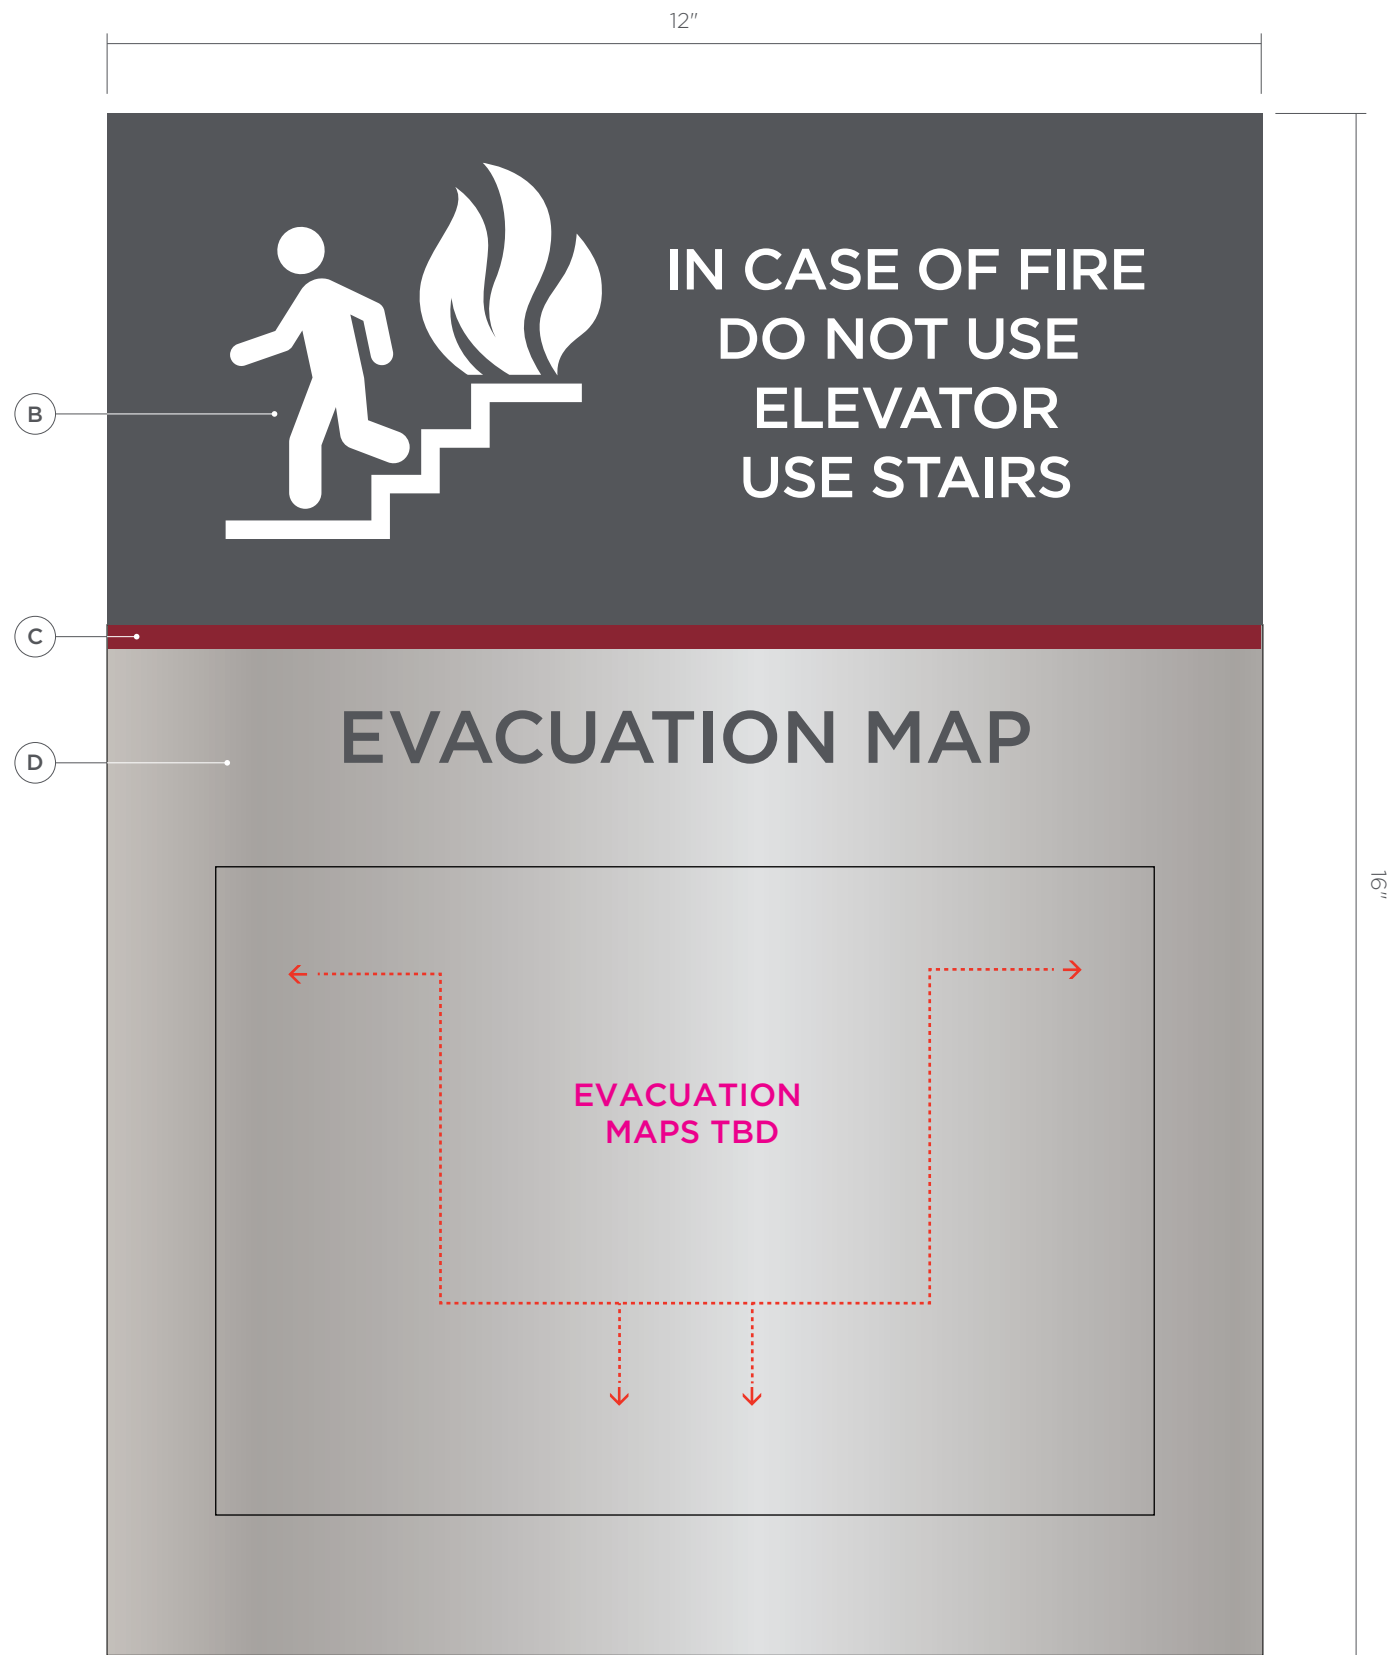 12"
IN CASE OF FIRE
DO NOT USE
ELEVATOR
USE STAIRS
B
C
D
EVACUATION MAP
16"
EVACUATION
MAPS TBD